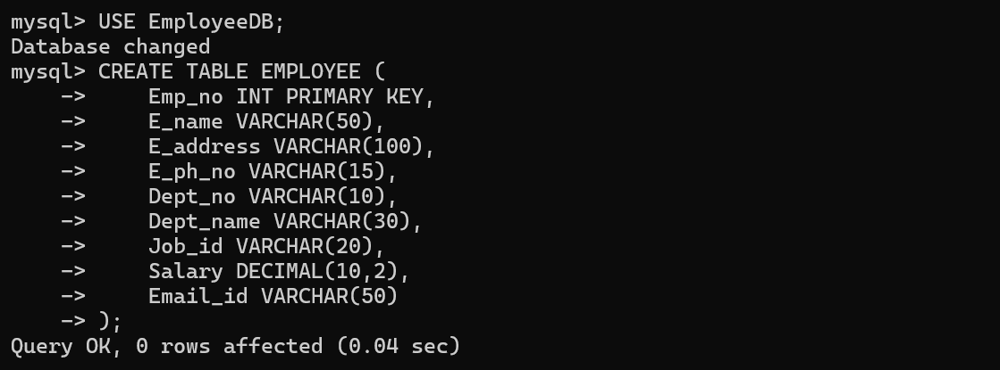 mysql> USE EmployeeDB;
Database changed
mysql> CREATE TABLE EMPLOYEE (
    ->     Emp_no INT PRIMARY KEY,
    ->     E_name VARCHAR(50),
    ->     E_address VARCHAR(100),
    ->     E_ph_no VARCHAR(15),
    ->     Dept_no VARCHAR(10),
    ->     Dept_name VARCHAR(30),
    ->     Job_id VARCHAR(20),
    ->     Salary DECIMAL(10,2),
    ->     Email_id VARCHAR(50)
    -> );
Query OK, 0 rows affected (0.04 sec)